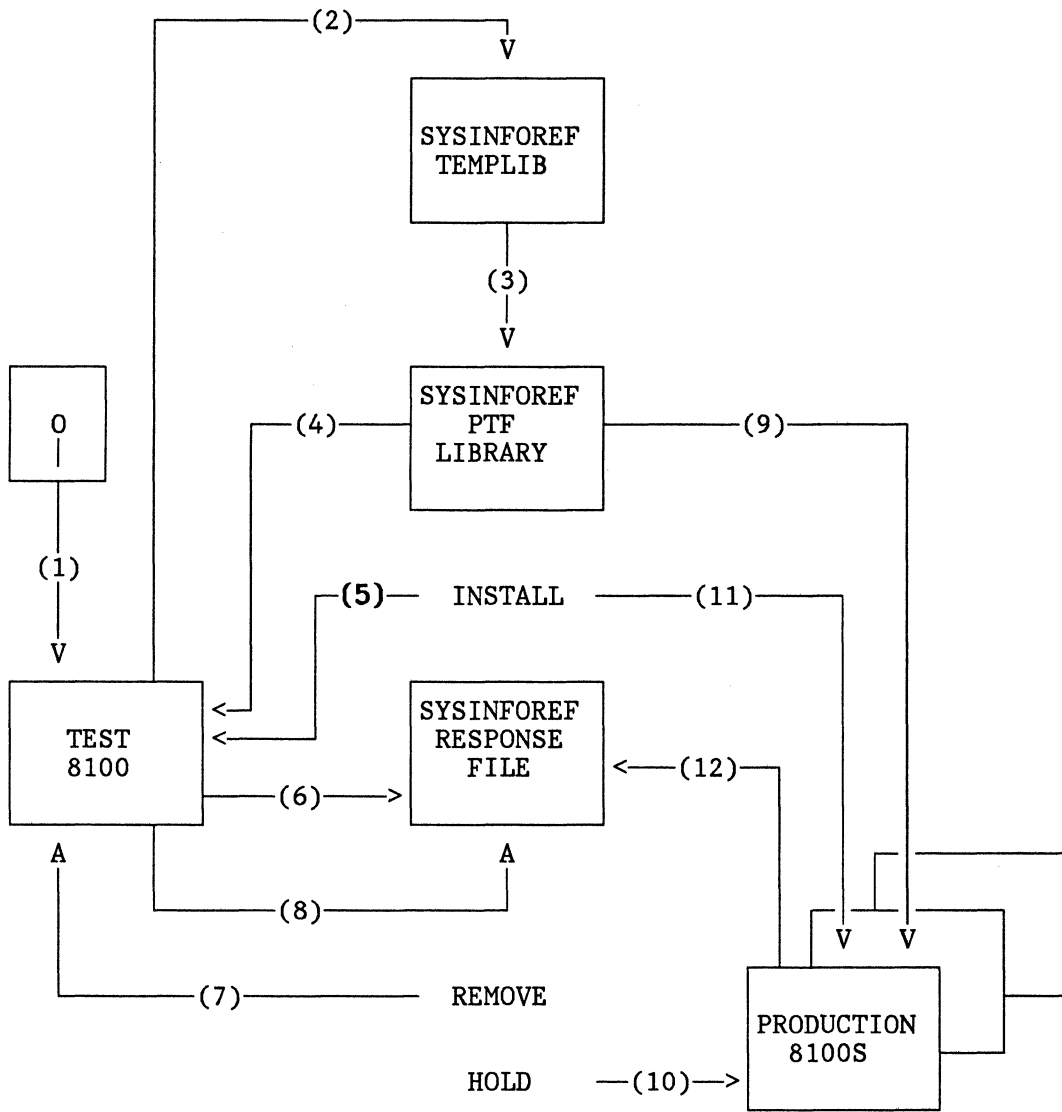 (2)
V
SYSINFOREF
TEMPLIB
(3)
V
O
SYSINFOREF
PTF
LIBRARY
(4)
(9)
(1)
(5)
INSTALL
(11)
V
<
<
TEST
8100
SYSINFOREF
RESPONSE
FILE
<
(12)
(6)
>
A
A
(8)
V
V
(7)
REMOVE
PRODUCTION
8100S
HOLD
(10)
>